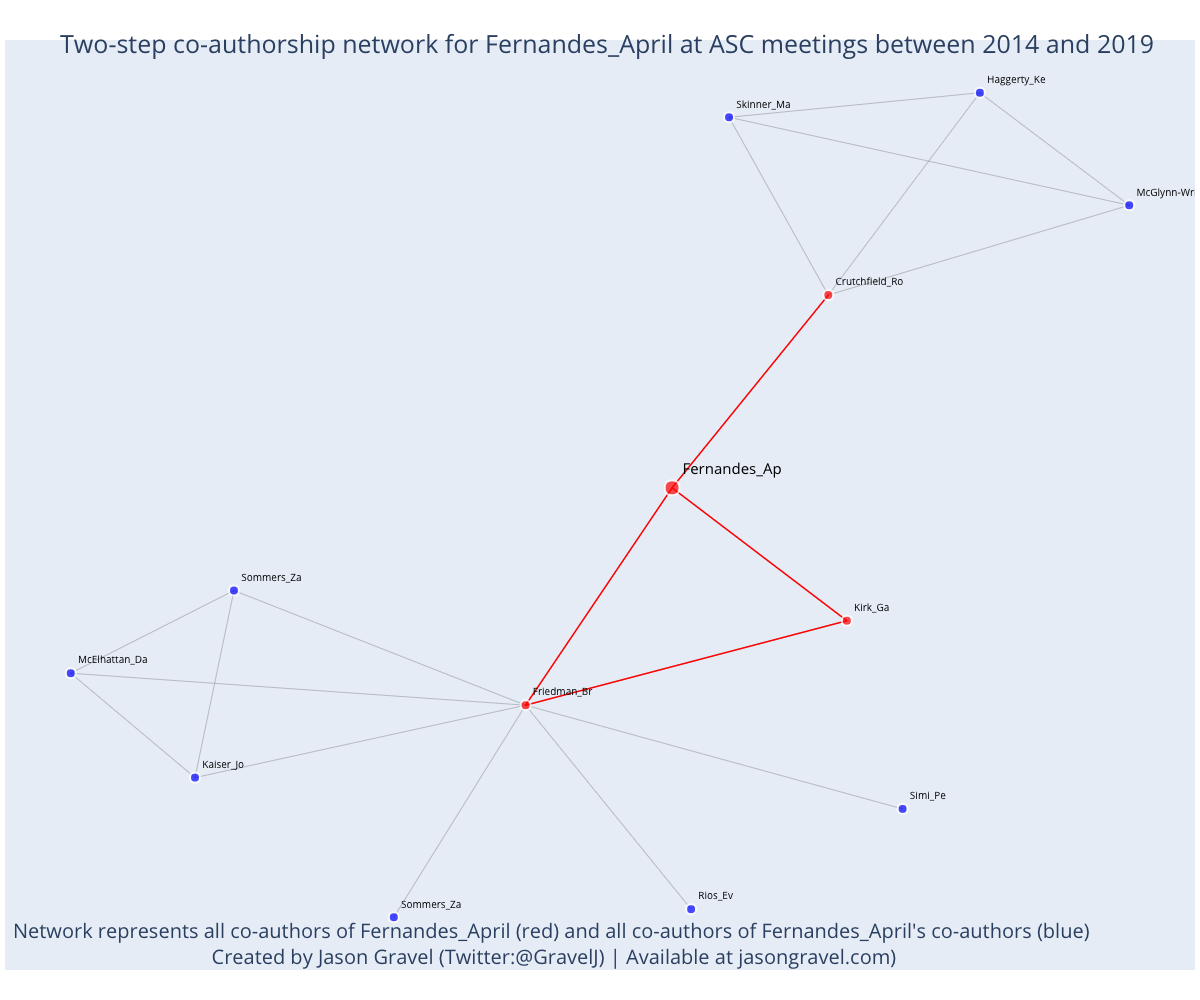 Two-step co-authorship network for Fernandes_April at ASC meetings between 2014 and 2019
Haggerty_Ke
Skinner_Ma
McGlynn-Wr
Crutchfield_Ro
Fernandes_Ap
Sommers_Za
Kirk_Ga
McElhattan_Da
Friedman_Br
Kaiser_Jo
Simi_Pe
Rios_Ev
Sommers_Za
Network represents all co-authors of Fernandes_April (red) and all co-authors of Fernandes_April's co-authors (blue)
Created by Jason Gravel (Twitter:@GravelJ) | Available at jasongravel.com)